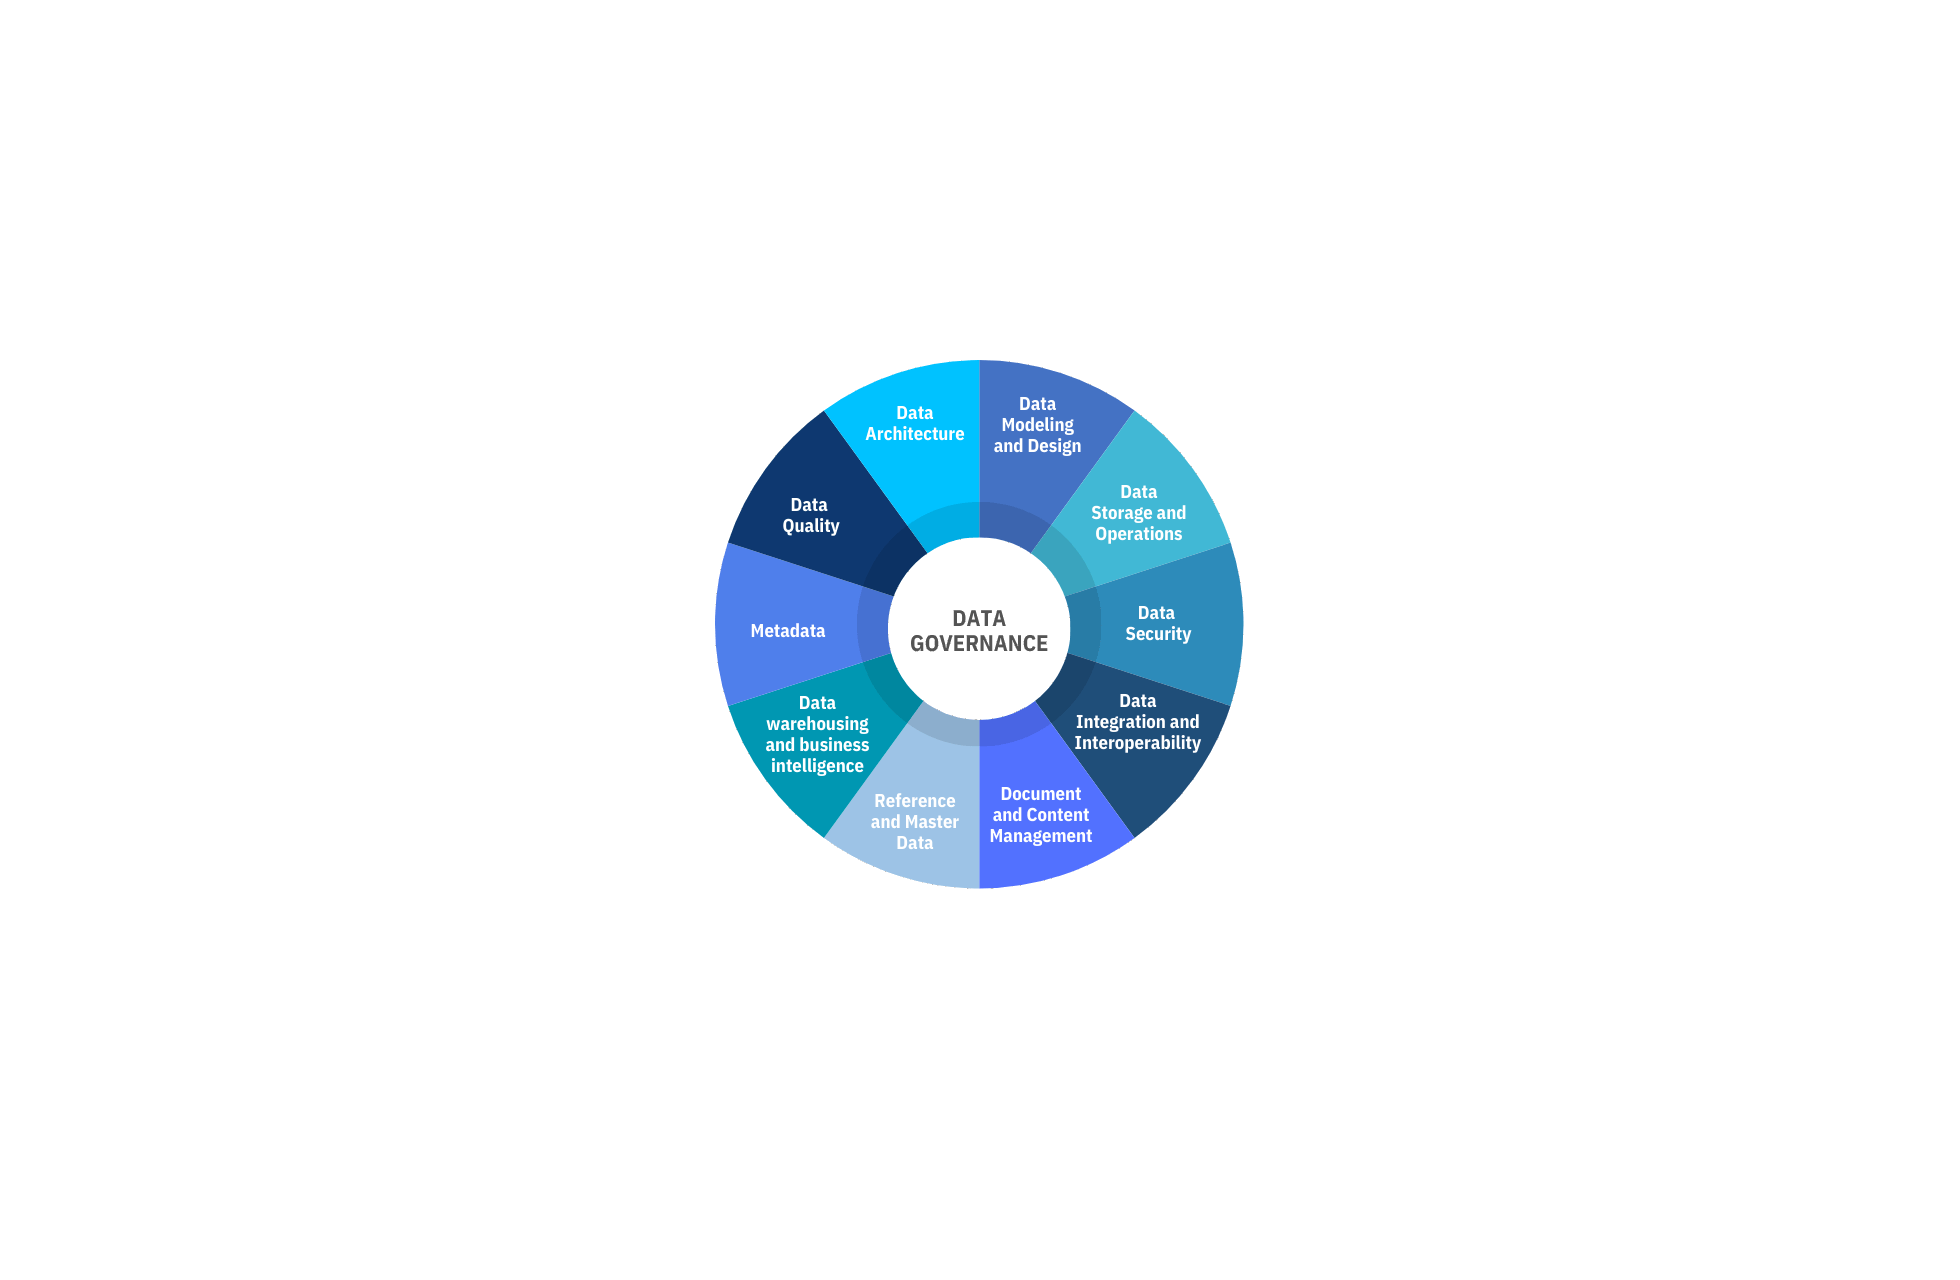 Data
Architecture
Data
Modeling
and Design
Data
Storage and
Operations
Data
Security
Data
Integration and
Interoperability
Document
and Content
Management
Reference
and Master
Data
Data
warehousing
and business
intelligence
Metadata
Data
Quality
DATA
GOVERNANCE